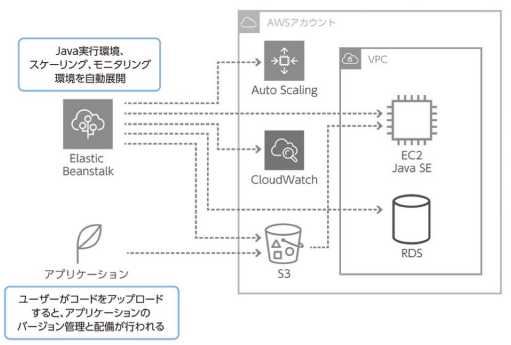 AWSアカウント
Java実行環境、
スケーリング、モニタリング
環境を自動展開
VPC
Auto Scaling
Elastic
Beanstalk
EC2
Java SE
CloudWatch
RDS
アプリケーション
S3
ユーザーがコードをアップロード
すると、アプリケーションの
バージョン管理と配備が行われる